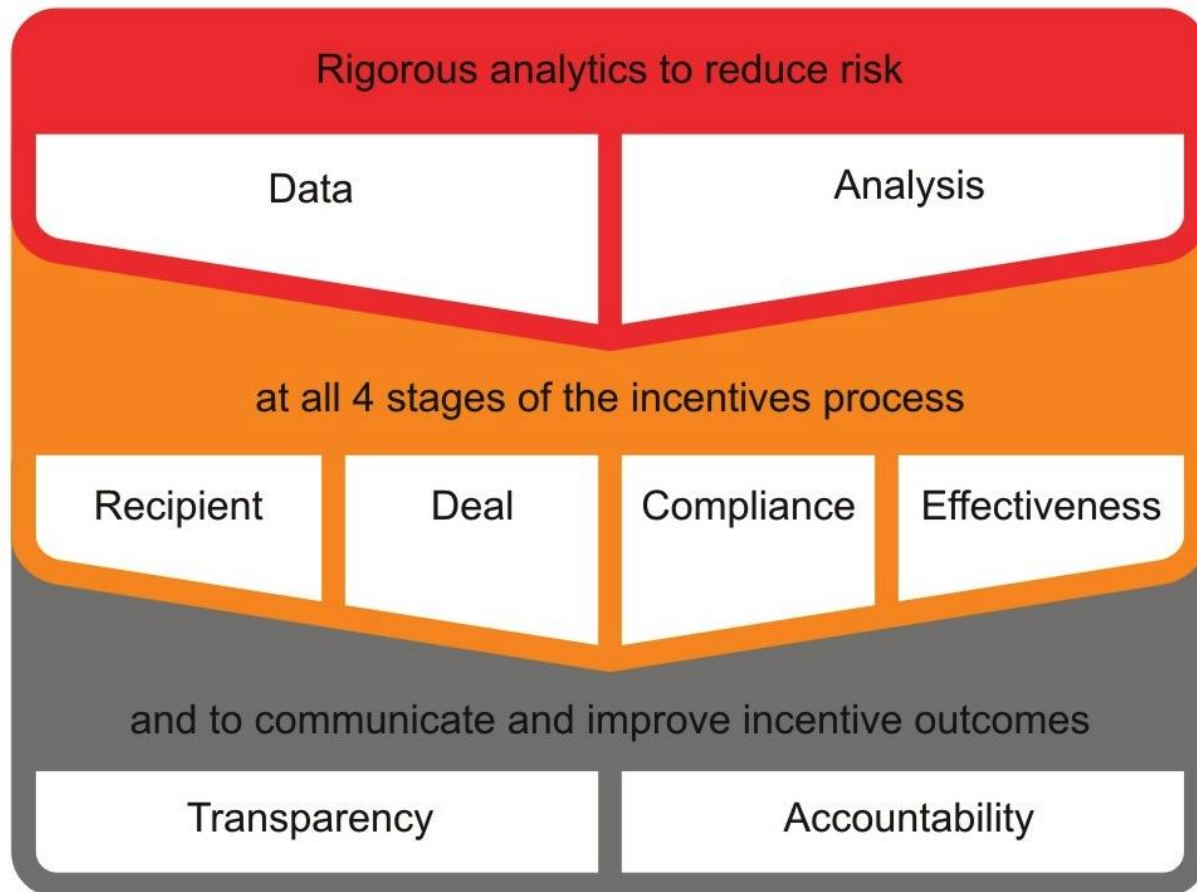 Rigorous analytics to reduce risk
Data
Analysis
at all 4 stages of the incentives process
Recipient
Deal
Compliance
Effectiveness
and to communicate and improve incentive outcomes
Transparency
Accountability